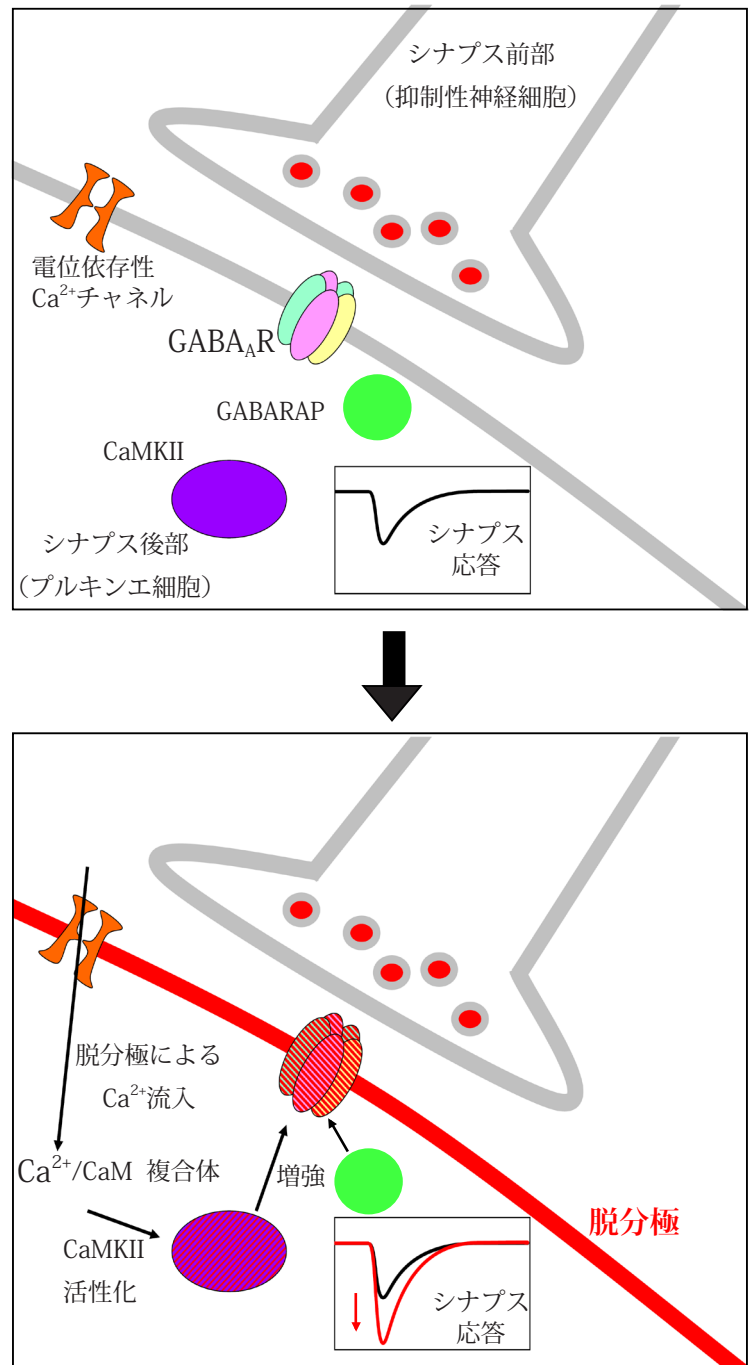 シナプス前部
（抑制性神経細胞）
電位依存性
Ca²⁺チャネル
GABA_AR
GABARAP
CaMKII
シナプス後部
（プルキンエ細胞）
シナプス
応答
脱分極による
Ca²⁺流入
Ca²⁺/CaM 複合体
増強
CaMKII
活性化
脱分極
シナプス
応答